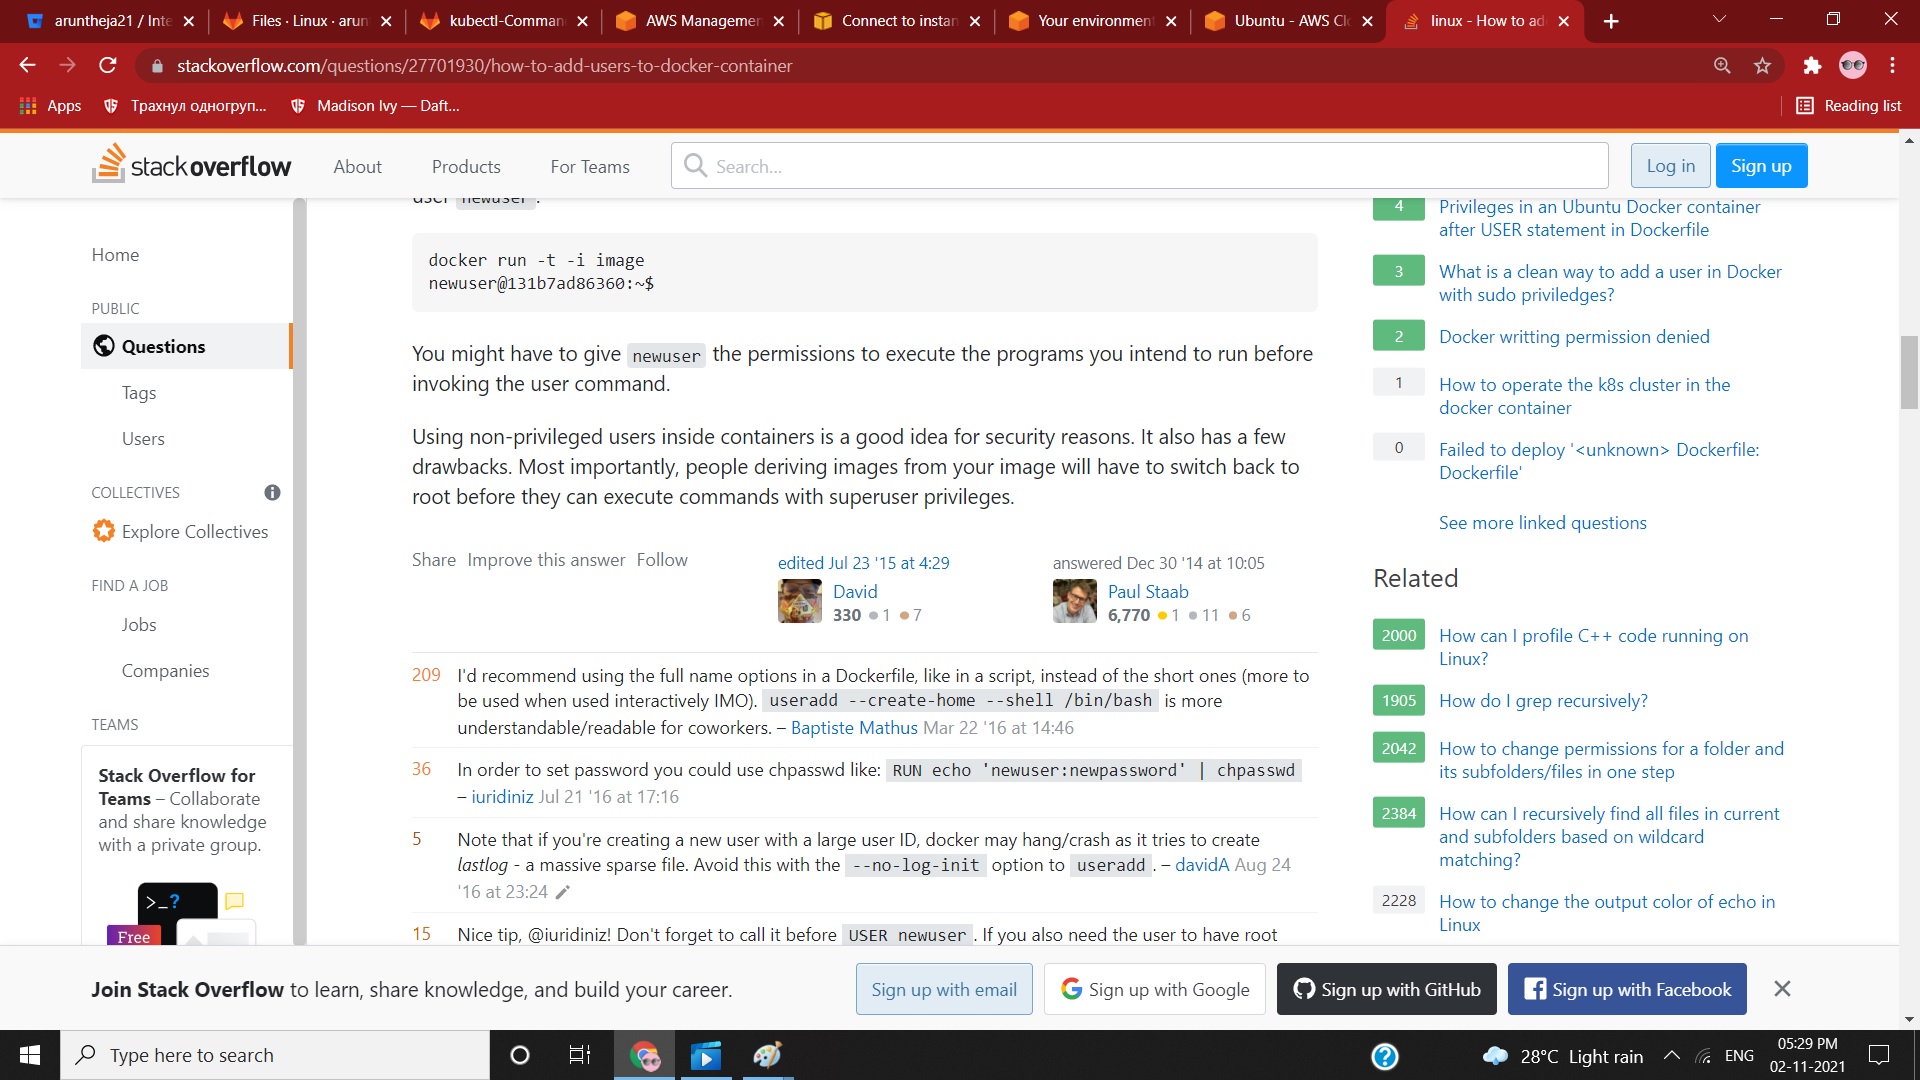 aruntheja21 / Inte
Files · Linux · arun
kubectl-Comman
AWS Managemen
Connect to instan
Your environment
Ubuntu - AWS Clo
linux - How to ad
stackoverflow.com/questions/27701930/how-to-add-users-to-docker-container
Apps
Трахнул одногруп...
Madison Ivy — Daft...
Reading list
stackoverflow
About
Products
For Teams
Search...
Log in
Sign up
Home
PUBLIC
Questions
Tags
Users
COLLECTIVES
Explore Collectives
FIND A JOB
Jobs
Companies
TEAMS
Stack Overflow for
Teams – Collaborate
and share knowledge
with a private group.
>_?
Free
user newuser.
docker run -t -i image
newuser@131b7ad86360:~$
You might have to give newuser the permissions to execute the programs you intend to run before
invoking the user command.
Using non-privileged users inside containers is a good idea for security reasons. It also has a few
drawbacks. Most importantly, people deriving images from your image will have to switch back to
root before they can execute commands with superuser privileges.
Share Improve this answer Follow
edited Jul 23 '15 at 4:29
David
330 1 7
answered Dec 30 '14 at 10:05
Paul Staab
6,770 1 11 6
209 I'd recommend using the full name options in a Dockerfile, like in a script, instead of the short ones (more to
be used when used interactively IMO). useradd --create-home --shell /bin/bash is more
understandable/readable for coworkers. – Baptiste Mathus Mar 22 '16 at 14:46
36 In order to set password you could use chpasswd like: RUN echo 'newuser:newpassword' | chpasswd
– iuridiniz Jul 21 '16 at 17:16
5 Note that if you're creating a new user with a large user ID, docker may hang/crash as it tries to create
lastlog - a massive sparse file. Avoid this with the --no-log-init option to useradd. – davidA Aug 24
'16 at 23:24
15 Nice tip, @iuridiniz! Don't forget to call it before USER newuser. If you also need the user to have root
4 Privileges in an Ubuntu Docker container
after USER statement in Dockerfile
3 What is a clean way to add a user in Docker
with sudo priviledges?
2 Docker writting permission denied
1 How to operate the k8s cluster in the
docker container
0 Failed to deploy '<unknown> Dockerfile:
Dockerfile'
See more linked questions
Related
2000 How can I profile C++ code running on
Linux?
1905 How do I grep recursively?
2042 How to change permissions for a folder and
its subfolders/files in one step
2384 How can I recursively find all files in current
and subfolders based on wildcard
matching?
2228 How to change the output color of echo in
Linux
Join Stack Overflow to learn, share knowledge, and build your career.
Sign up with email
Sign up with Google
Sign up with GitHub
Sign up with Facebook
Type here to search
28°C Light rain
ENG
05:29 PM
02-11-2021